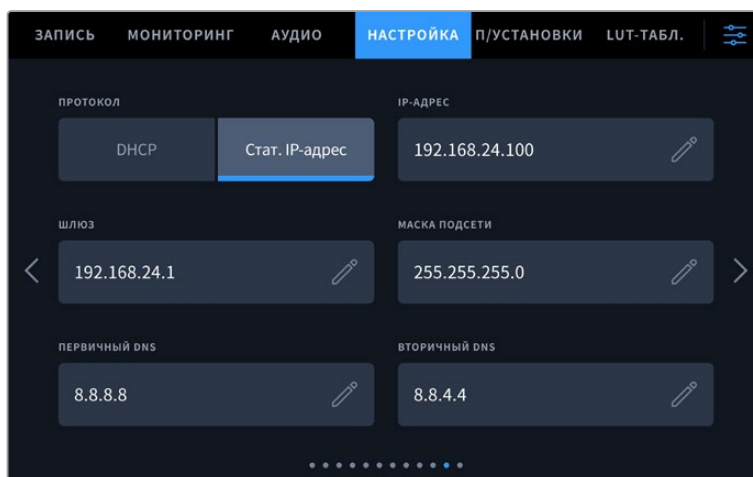 ЗАПИСЬ МОНИТОРИНГ АУДИО НАСТРОЙКА П/УСТАНОВКИ LUT-ТАБЛ.
ПРОТОКОЛ IP-АДРЕС
DHCP Стат. IP-адрес 192.168.24.100
ШЛЮЗ МАСКА ПОДСЕТИ
192.168.24.1 255.255.255.0
ПЕРВИЧНЫЙ DNS ВТОРИЧНЫЙ DNS
8.8.8.8 8.8.4.4